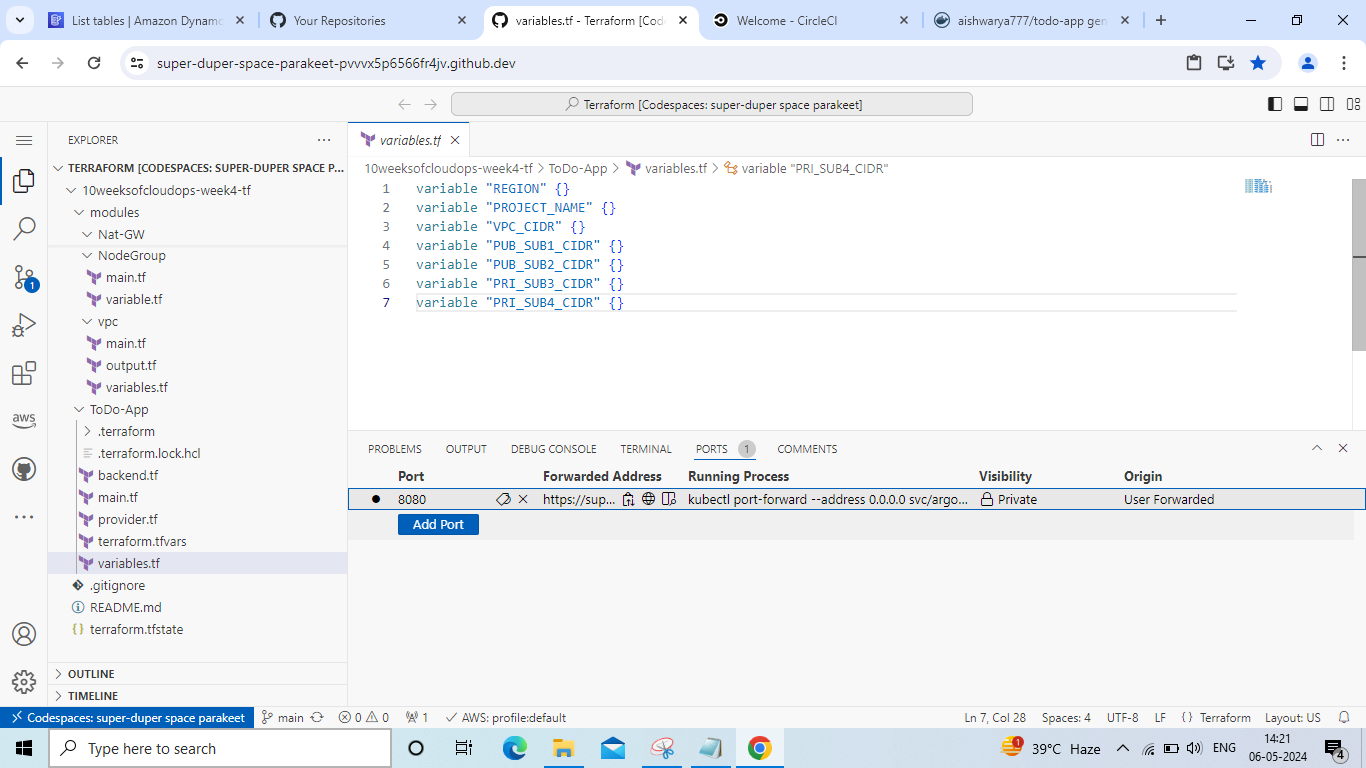 List tables | Amazon Dynamo
Your Repositories
variables.tf - Terraform [Code
Welcome - CircleCI
aishwarya777/todo-app gen
super-duper-space-parakeet-pvvvx5p6566fr4jv.github.dev
Terraform [Codespaces: super-duper space parakeet]
EXPLORER
TERRAFORM [CODESPACES: SUPER-DUPER SPACE P...
10weeksofcloudops-week4-tf
modules
Nat-GW
NodeGroup
main.tf
variable.tf
vpc
main.tf
output.tf
variables.tf
ToDo-App
.terraform
.terraform.lock.hcl
backend.tf
main.tf
provider.tf
terraform.tfvars
variables.tf
.gitignore
README.md
terraform.tfstate
OUTLINE
TIMELINE
1
aws
variables.tf
10weeksofcloudops-week4-tf > ToDo-App > variables.tf > variable "PRI_SUB4_CIDR"
1 variable "REGION" {}
2 variable "PROJECT_NAME" {}
3 variable "VPC_CIDR" {}
4 variable "PUB_SUB1_CIDR" {}
5 variable "PUB_SUB2_CIDR" {}
6 variable "PRI_SUB3_CIDR" {}
7 variable "PRI_SUB4_CIDR" {}
PROBLEMS OUTPUT DEBUG CONSOLE TERMINAL PORTS 1 COMMENTS
Port Forwarded Address Running Process Visibility Origin
8080 https://sup... kubectl port-forward --address 0.0.0.0 svc/argo... Private User Forwarded
Add Port
Codespaces: super-duper space parakeet main 0 0 1 AWS: profile:default Ln 7, Col 28 Spaces: 4 UTF-8 LF {} Terraform Layout: US
Type here to search
1 39°C Haze ENG
14:21
06-05-2024
4